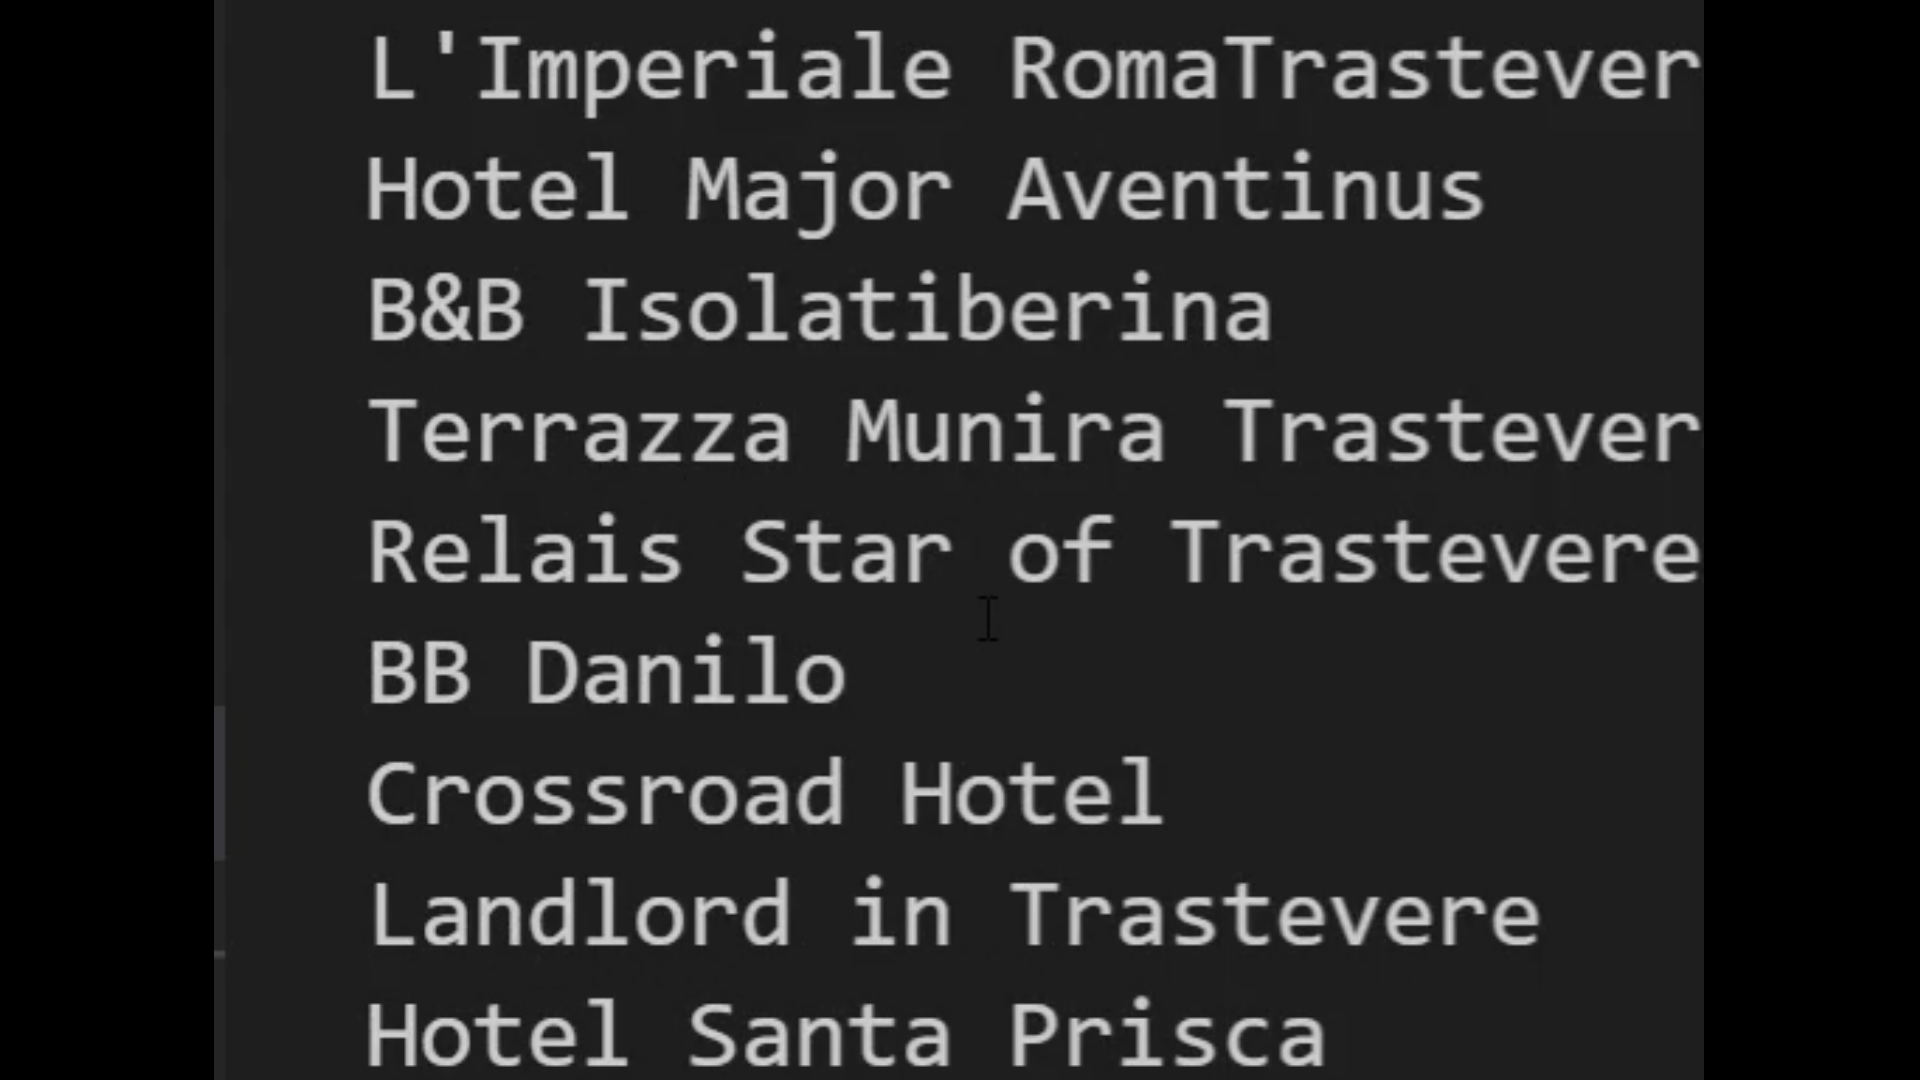 L'Imperiale RomaTrastever
Hotel Major Aventinus
B&B Isolatiberina
Terrazza Munira Trastever
Relais Star of Trastevere
BB Danilo
Crossroad Hotel
Landlord in Trastevere
Hotel Santa Prisca